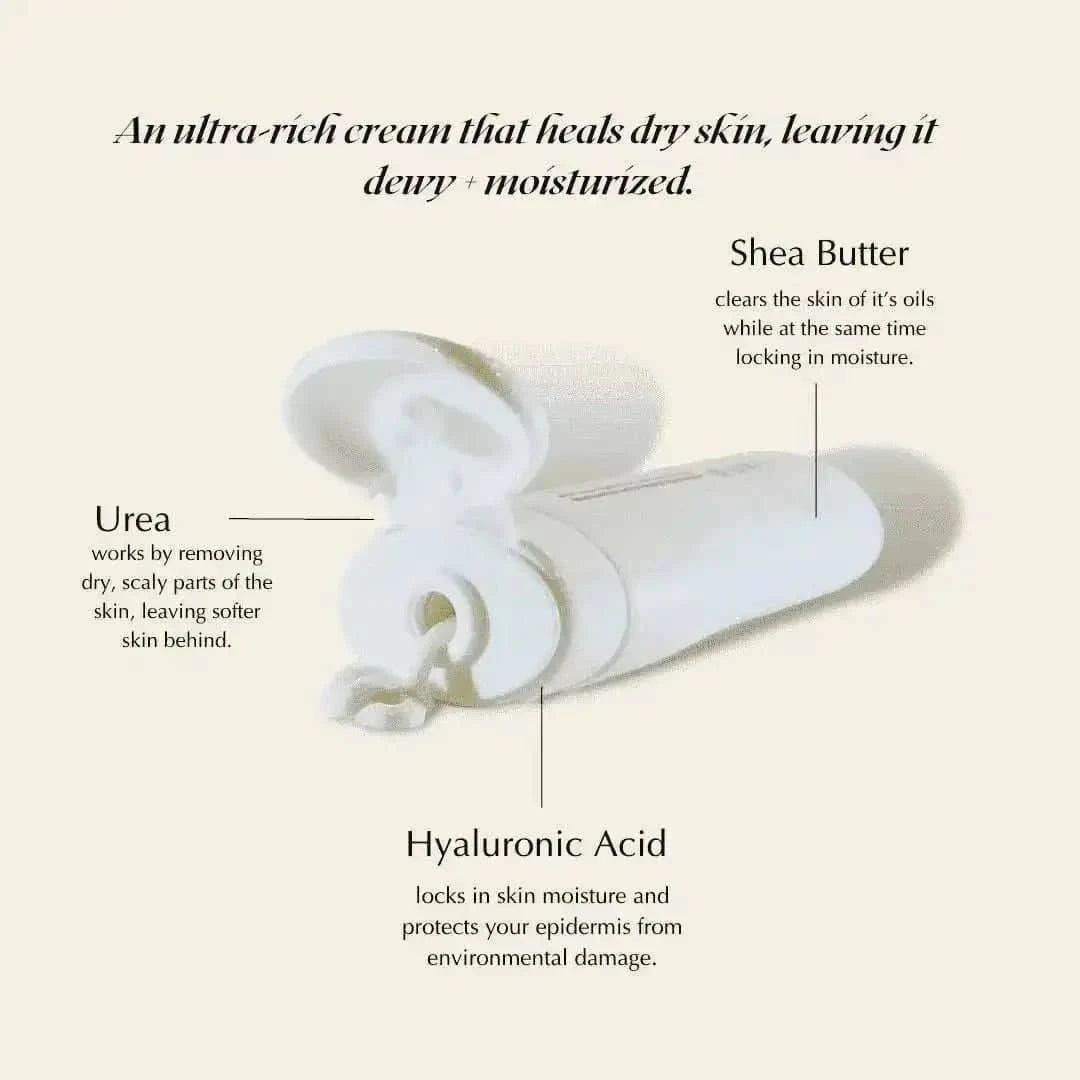 An ultra-rich cream that heals dry skin, leaving it
dewy + moisturized.
Shea Butter
clears the skin of it's oils
while at the same time
locking in moisture.
Urea
works by removing
dry, scaly parts of the
skin, leaving softer
skin behind.
Hyaluronic Acid
locks in skin moisture and
protects your epidermis from
environmental damage.